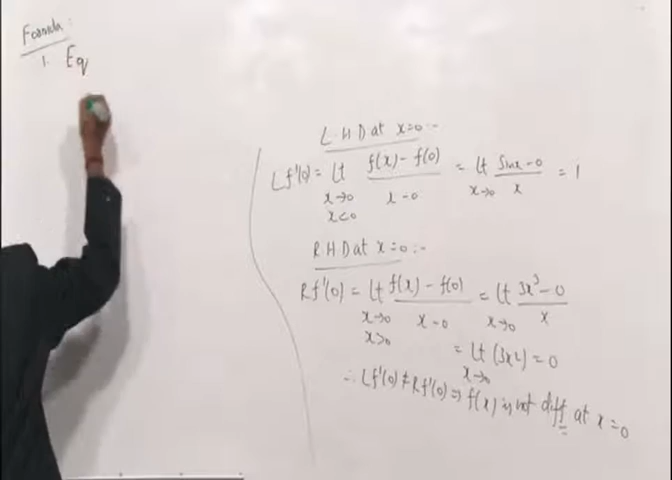 Formula:
1. Eq
L.H.D at x=0:-
Lf'(0) = Lt f(x) - f(0) / x-0 = Lt Sinx-0 / x = 1
x→0 x→0
x<0
R H D at x=0:-
Rf'(0) = Lt f(x) - f(0) / x-0 = Lt 3x³-0 / x
x→0 x→0
x>0
= Lt (3x²) = 0
x→0
∴ Lf'(0) ≠ Rf'(0) ⇒ f(x) is not diff at x=0